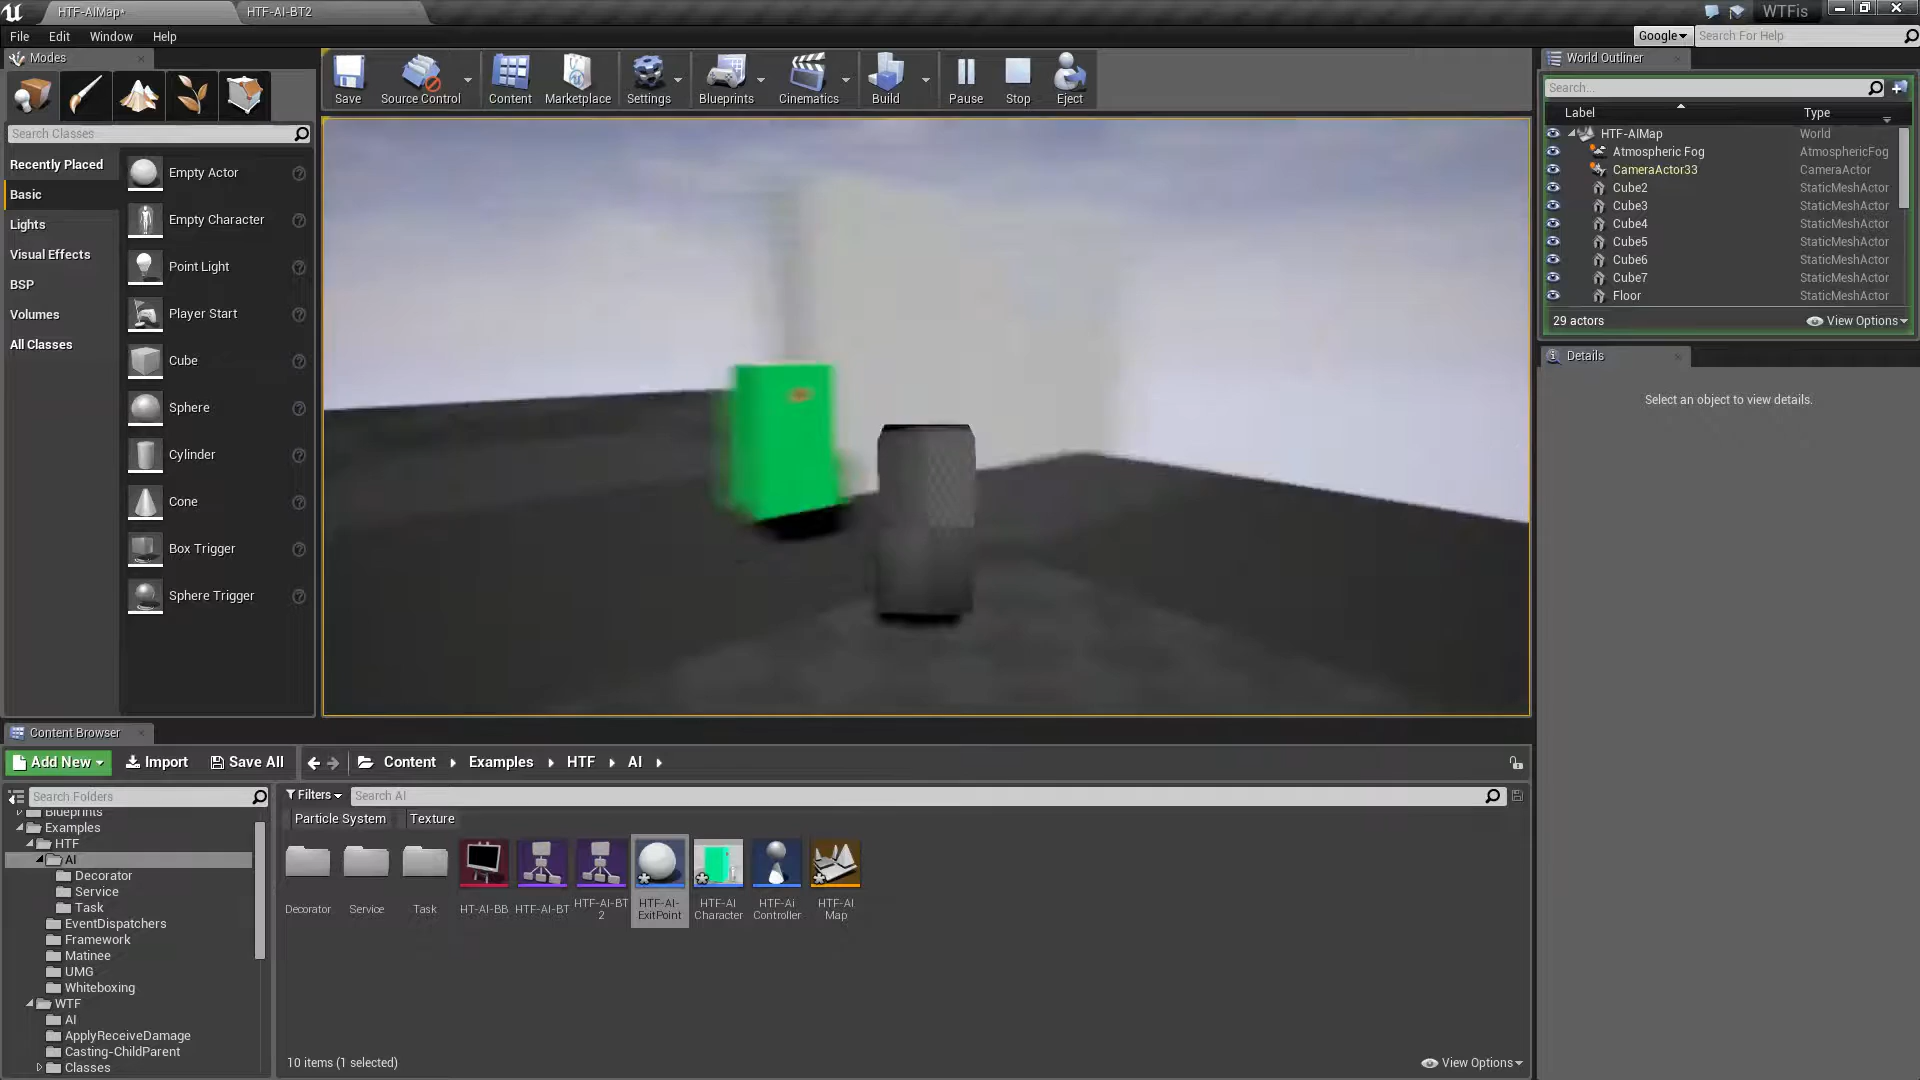 HTF-AIMap*
HTF-AI-BT2
WTFis
File
Edit
Window
Help
Google
Search For Help
Modes
Save
Source Control
Content
Marketplace
Settings
Blueprints
Cinematics
Build
Pause
Stop
Eject
World Outliner
Search...
Label
Type
HTF-AIMap
World
Atmospheric Fog
AtmosphericFog
CameraActor33
CameraActor
Cube2
StaticMeshActor
Cube3
StaticMeshActor
Cube4
StaticMeshActor
Cube5
StaticMeshActor
Cube6
StaticMeshActor
Cube7
StaticMeshActor
Floor
StaticMeshActor
29 actors
View Options
Details
Select an object to view details.
Search Classes
Recently Placed
Basic
Lights
Visual Effects
BSP
Volumes
All Classes
Empty Actor
Empty Character
Point Light
Player Start
Cube
Sphere
Cylinder
Cone
Box Trigger
Sphere Trigger
Content Browser
Add New
Import
Save All
Content
Examples
HTF
AI
Search Folders
Blueprints
Examples
HTF
AI
Decorator
Service
Task
EventDispatchers
Framework
Matinee
UMG
Whiteboxing
WTF
AI
ApplyReceiveDamage
Casting-ChildParent
Classes
Filters
Search AI
Particle System
Texture
Decorator
Service
Task
HT-AI-BB
HTF-AI-BT
HTF-AI-BT
2
HTF-AI-
ExitPoint
HTF-AI
Character
HTF-Ai
Controller
HTF-AI
Map
10 items (1 selected)
View Options